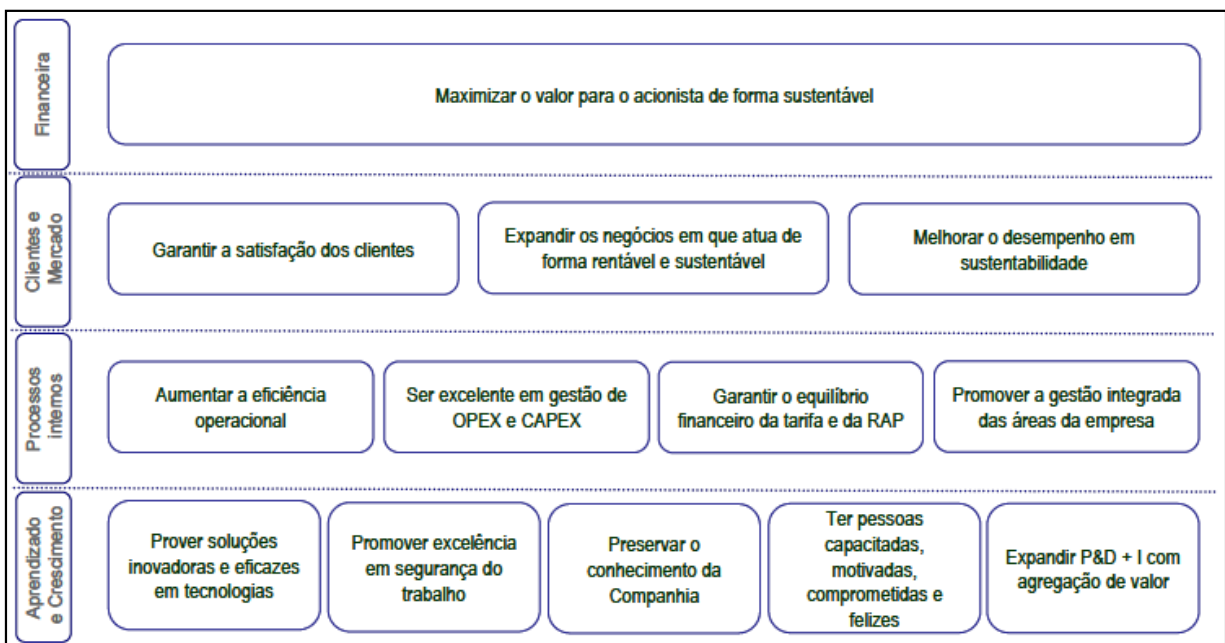 Financeira
Maximizar o valor para o acionista de forma sustentável
Clientes e
Mercado
Garantir a satisfação dos clientes
Expandir os negócios em que atua de
forma rentável e sustentável
Melhorar o desempenho em
sustentabilidade
Processos
internos
Aumentar a eficiência
operacional
Ser excelente em gestão de
OPEX e CAPEX
Garantir o equilíbrio
financeiro da tarifa e da RAP
Promover a gestão integrada
das áreas da empresa
Aprendizado
e Crescimento
Prover soluções
inovadoras e eficazes
em tecnologias
Promover excelência
em segurança do
trabalho
Preservar o
conhecimento da
Companhia
Ter pessoas
capacitadas,
motivadas,
comprometidas e
felizes
Expandir P&D + I com
agregação de valor